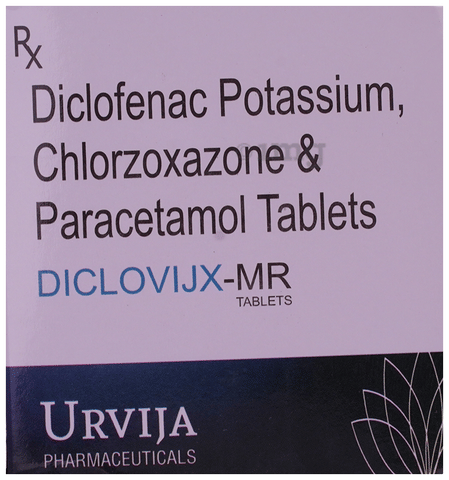 Rx
Diclofenac Potassium,
Chlorzoxazone &
Paracetamol Tablets
DICLOVIJX-MR
TABLETS
URVIJA
PHARMACEUTICALS